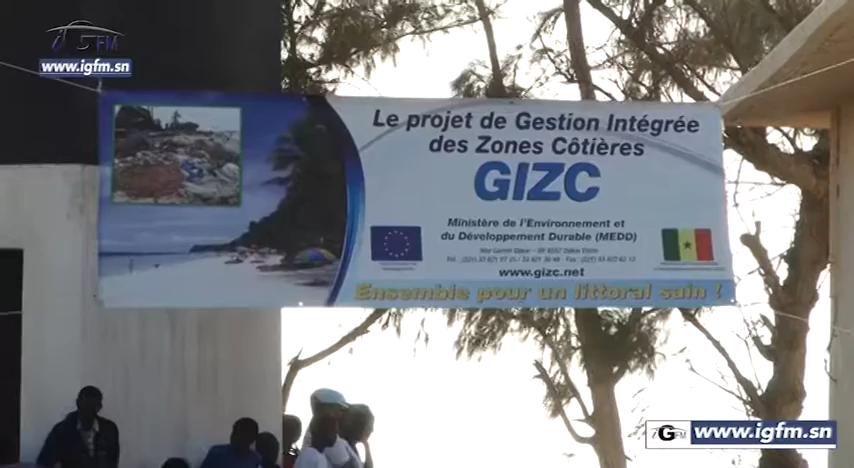 iGFM
www.igfm.sn
Le projet de Gestion Intégrée
des Zones Côtières
GIZC
Ministère de l'Environnement et
du Développement Durable (MEDD)
www.gizc.net
Ensemble pour un littoral sain !
www.igfm.sn